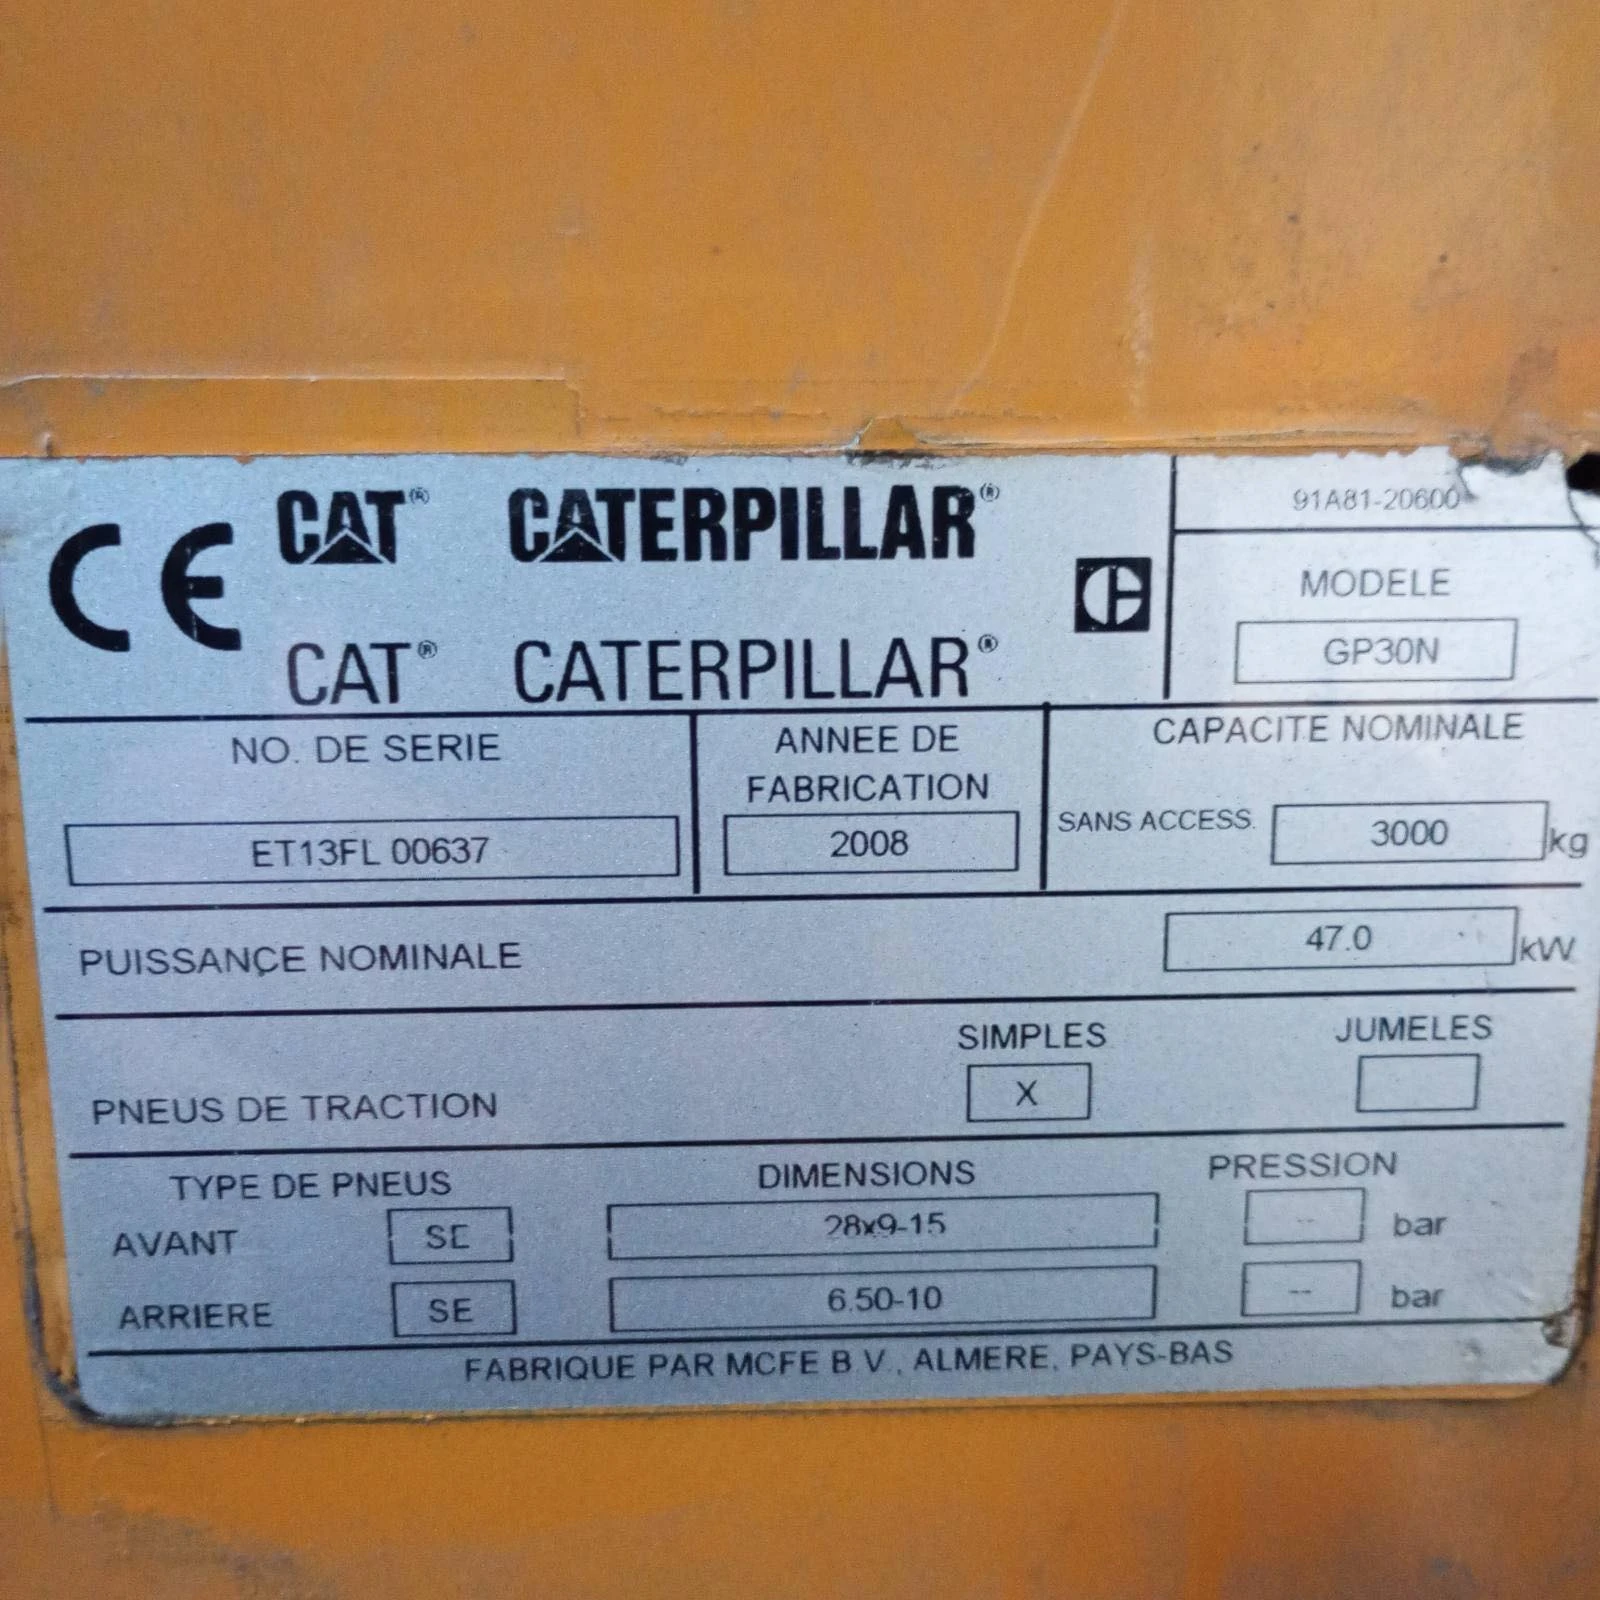 CE CAT® CATERPILLAR®
CAT® CATERPILLAR®
91A81-20600
MODELE
GP30N
NO. DE SERIE
ET13FL 00637
ANNEE DE
FABRICATION
2008
CAPACITE NOMINALE
SANS ACCESS. 3000 kg
PUISSANCE NOMINALE 47.0 kW
SIMPLES JUMELES
PNEUS DE TRACTION X
TYPE DE PNEUS DIMENSIONS PRESSION
AVANT SE 28x9-15 -- bar
ARRIERE SE 6.50-10 -- bar
FABRIQUE PAR MCFE B.V., ALMERE, PAYS-BAS